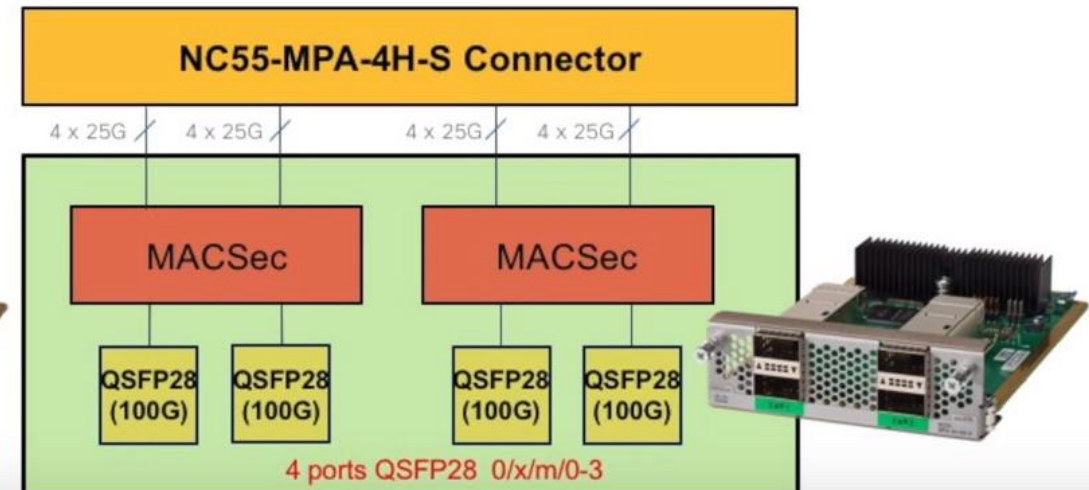 NC55-MPA-4H-S Connector
4 x 25G
4 x 25G
4 x 25G
4 x 25G
MACSec
MACSec
QSFP28
(100G)
QSFP28
(100G)
QSFP28
(100G)
QSFP28
(100G)
4 ports QSFP28 0/x/m/0-3